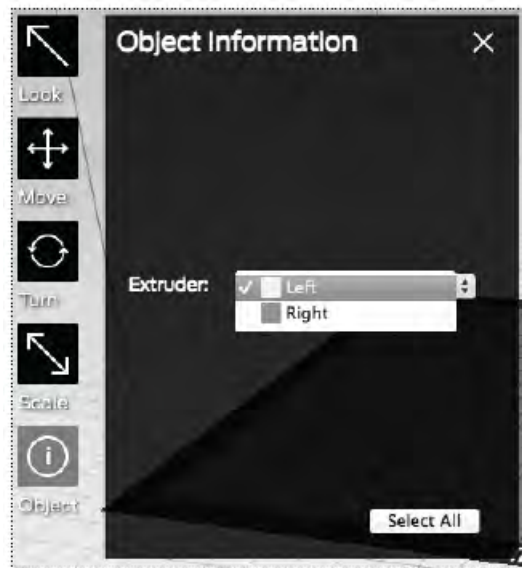 Object Information
Look
Move
Turn
Extruder:
Left
Right
Scale
Object
Select All